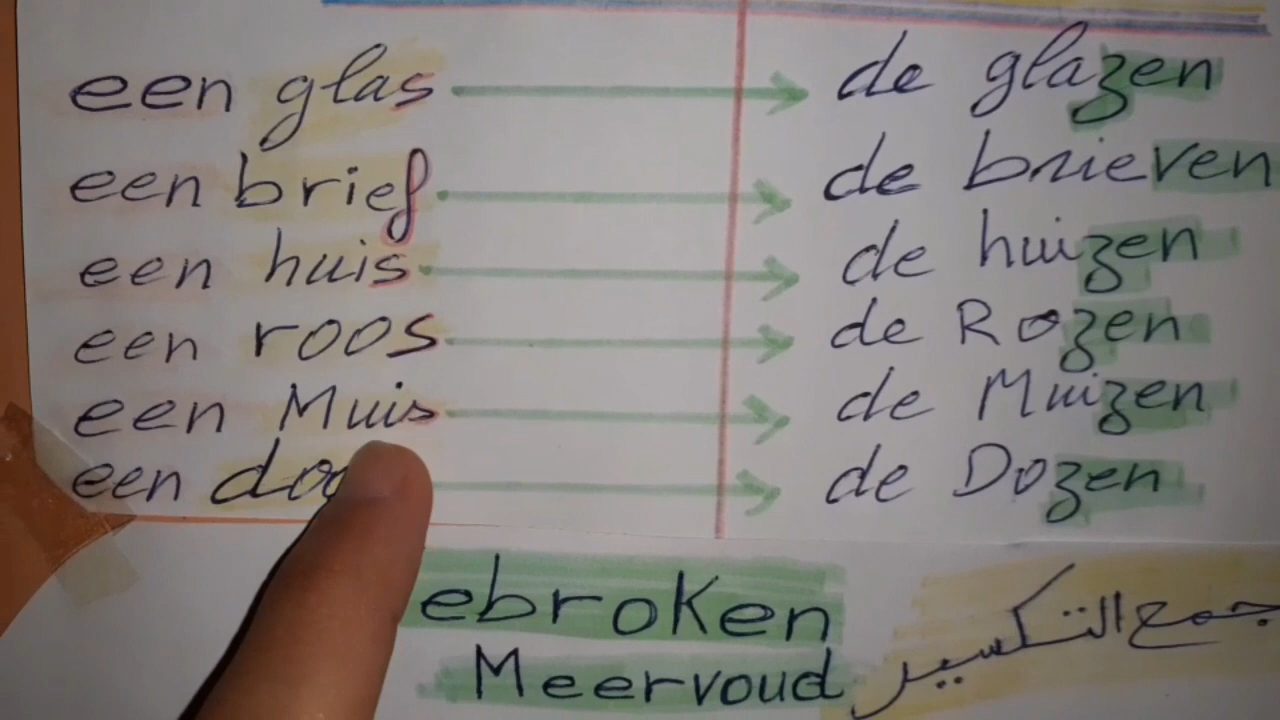 een glas de glazen
een brief de brieven
een huis de huizen
een roos de Rozen
een Muis de Muizen
een de Dozen
ebroken
Meervoud
جمع التكسير